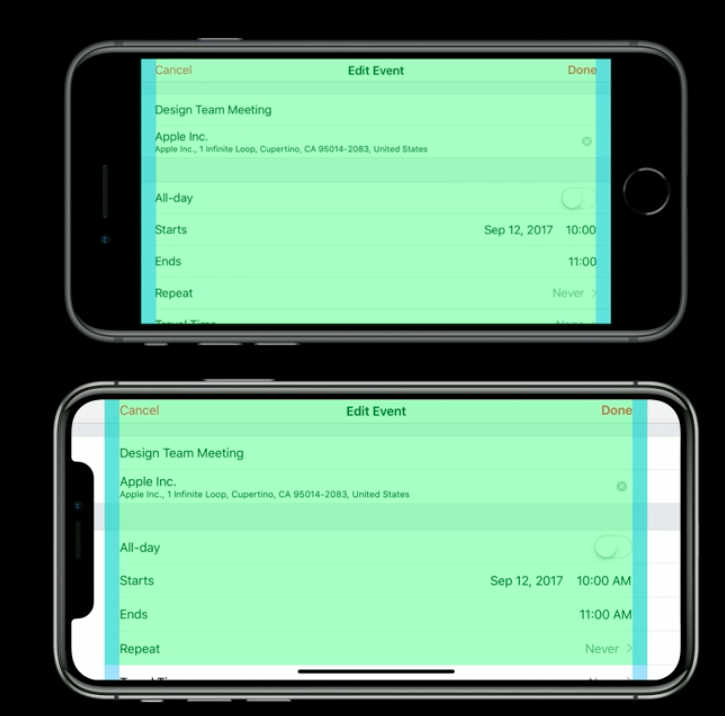 Cancel Edit Event Done
Design Team Meeting
Apple Inc.
Apple Inc., 1 Infinite Loop, Cupertino, CA 95014-2083, United States
All-day
Starts Sep 12, 2017 10:00
Ends 11:00
Repeat Never
Travel Time None
Cancel Edit Event Done
Design Team Meeting
Apple Inc.
Apple Inc., 1 Infinite Loop, Cupertino, CA 95014-2083, United States
All-day
Starts Sep 12, 2017 10:00 AM
Ends 11:00 AM
Repeat Never